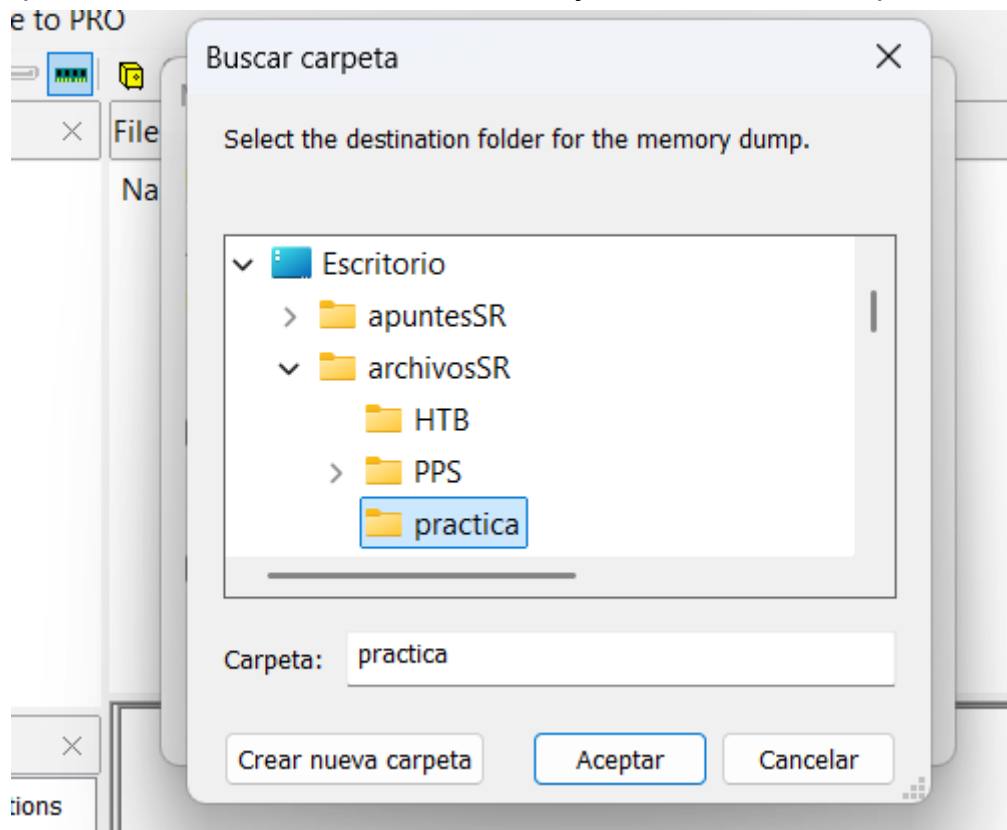 e to PRO
Buscar carpeta
File
Select the destination folder for the memory dump.
Na
Escritorio
apuntesSR
archivosSR
HTB
PPS
practica
Carpeta: practica
Crear nueva carpeta Aceptar Cancelar
tions